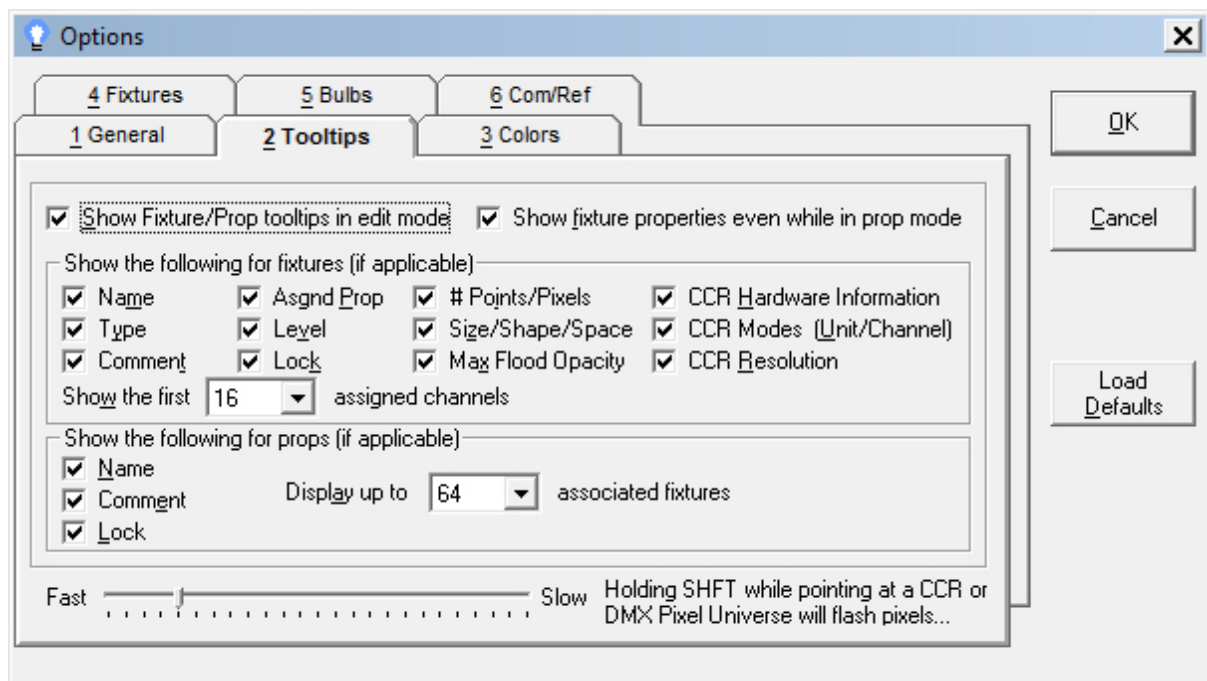 Options
4 Fixtures 5 Bulbs 6 Com/Ref
1 General 2 Tooltips 3 Colors
OK
Cancel
Load
Defaults
Show Fixture/Prop tooltips in edit mode Show fixture properties even while in prop mode
Show the following for fixtures (if applicable)
Name Asgnd Prop # Points/Pixels CCR Hardware Information
Type Level Size/Shape/Space CCR Modes (Unit/Channel)
Comment Lock Max Flood Opacity CCR Resolution
Show the first 16 assigned channels
Show the following for props (if applicable)
Name
Comment
Lock
Display up to 64 associated fixtures
Fast Slow
Holding SHFT while pointing at a CCR or
DMX Pixel Universe will flash pixels...